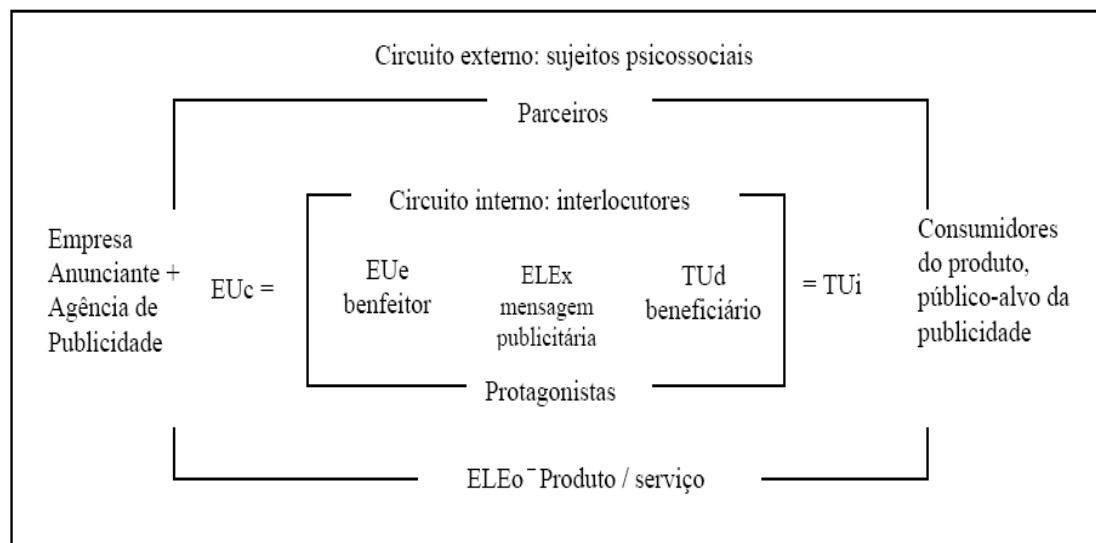 Circuito externo: sujeitos psicossociais
Parceiros
Circuito interno: interlocutores
Empresa
Anunciante +
Agência de
Publicidade
EUc =
EUe
benfeitor
ELEx
mensagem
publicitária
TUd
beneficiário
= TUi
Consumidores
do produto,
público-alvo da
publicidade
Protagonistas
ELEo ‾ Produto / serviço